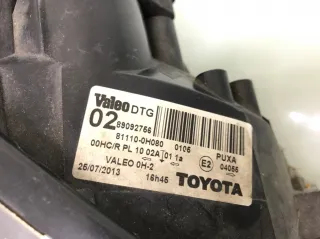 Valeo DTG
02 89092756
81110-0H080 0106
00HC/R PL 10 02A 01 1a PUXA
E2 04065
VALEO 0H-2
25/07/2013 16h45 TOYOTA